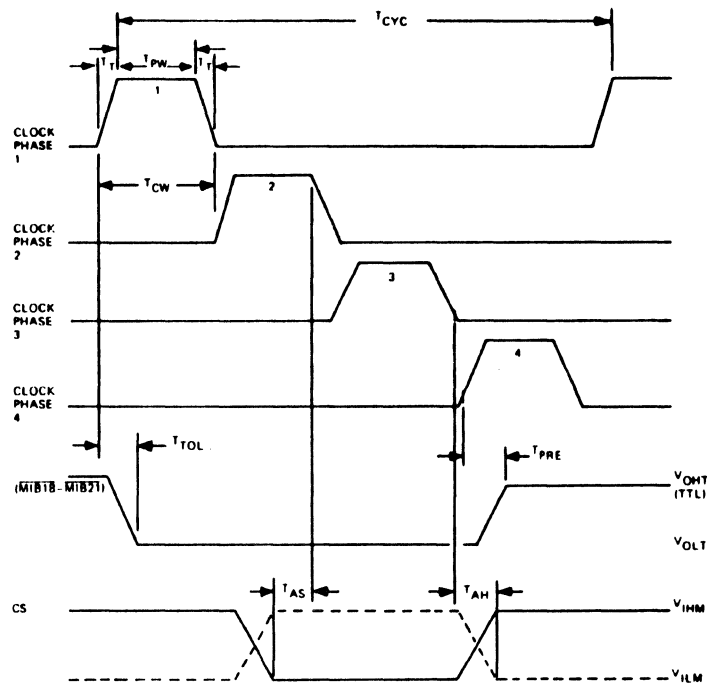 TCYC
TT TPW TT
1
CLOCK
PHASE
1
TCW
2
CLOCK
PHASE
2
3
CLOCK
PHASE
3
4
CLOCK
PHASE
4
TTOL
TPRE
(MIB18-MIB21)
VOHT
(TTL)
VOLT
TAS
TAH
CS
VIHM
VILM